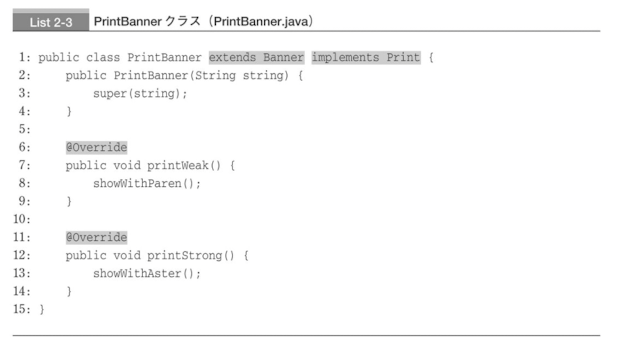 List 2-3 PrintBanner クラス（PrintBanner.java）
1: public class PrintBanner extends Banner implements Print {
2:     public PrintBanner(String string) {
3:         super(string);
4:     }
5:
6:     @Override
7:     public void printWeak() {
8:         showWithParen();
9:     }
10:
11:     @Override
12:     public void printStrong() {
13:         showWithAster();
14:     }
15: }